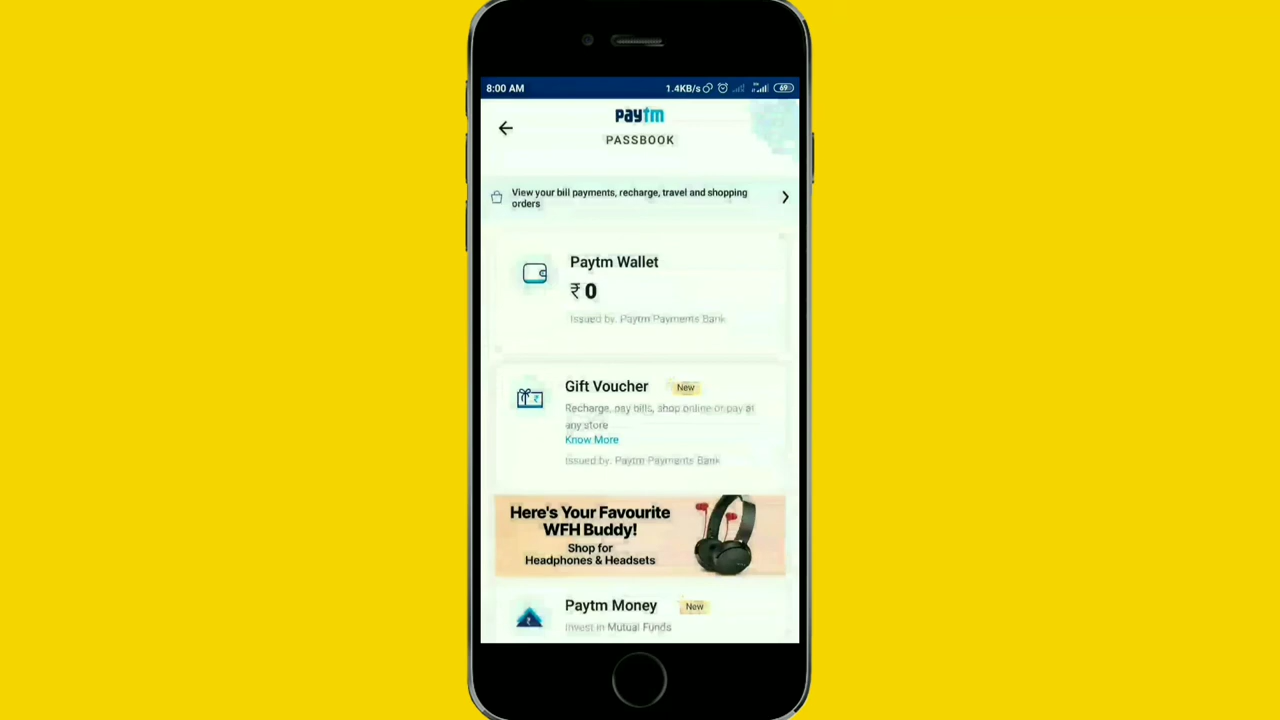 8:00 AM
1.4KB/s
69
paytm
PASSBOOK
View your bill payments, recharge, travel and shopping
orders
Paytm Wallet
₹ 0
Issued by: Paytm Payments Bank
Gift Voucher
New
Recharge, pay bills, shop online or pay at
any store
Know More
Issued by: Paytm Payments Bank
Here's Your Favourite
WFH Buddy!
Shop for
Headphones & Headsets
Paytm Money
New
Invest in Mutual Funds